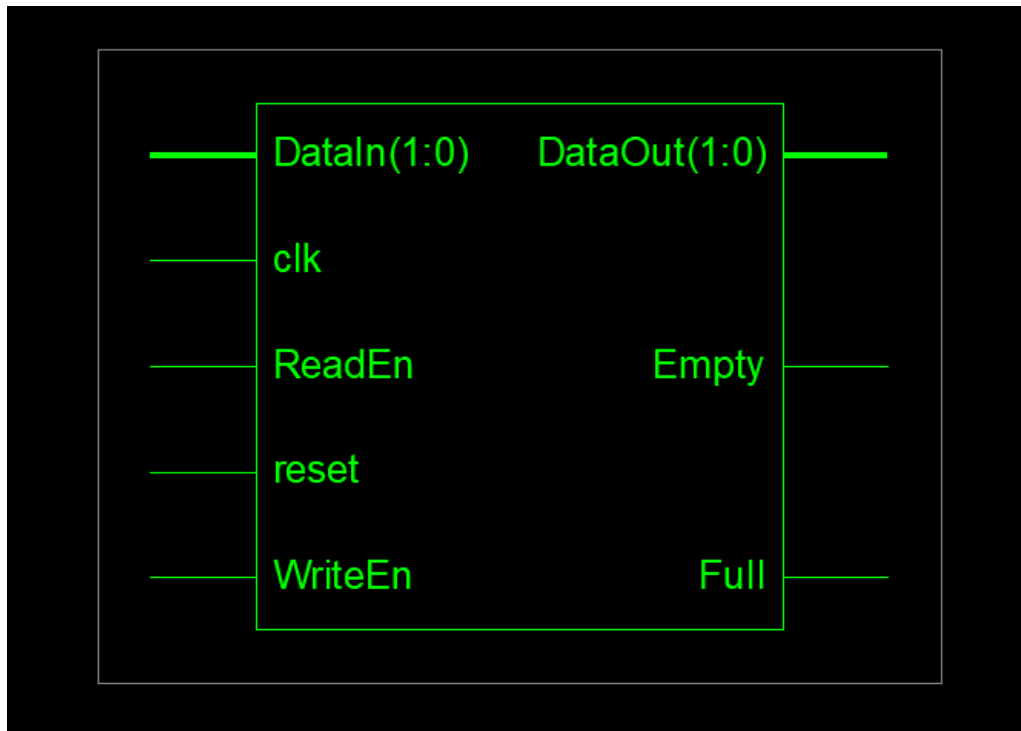 DataIn(1:0) DataOut(1:0)
clk
ReadEn Empty
reset
WriteEn Full